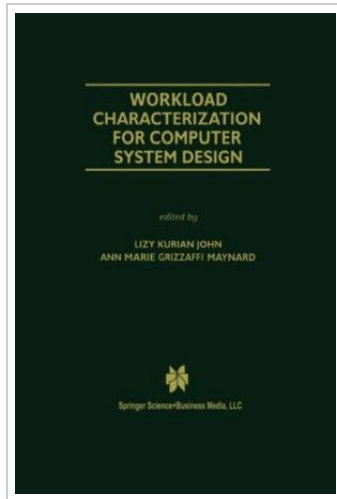 WORKLOAD
CHARACTERIZATION
FOR COMPUTER
SYSTEM DESIGN
edited by
LIZY KURIAN JOHN
ANN MARIE GRIZZAFFI MAYNARD
Springer Science+Business Media, LLC